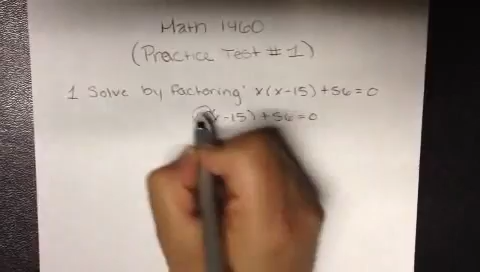 Math 1460
(Practice Test #1)
1 Solve by factoring: x(x-15)+56=0
(x-15)+56=0